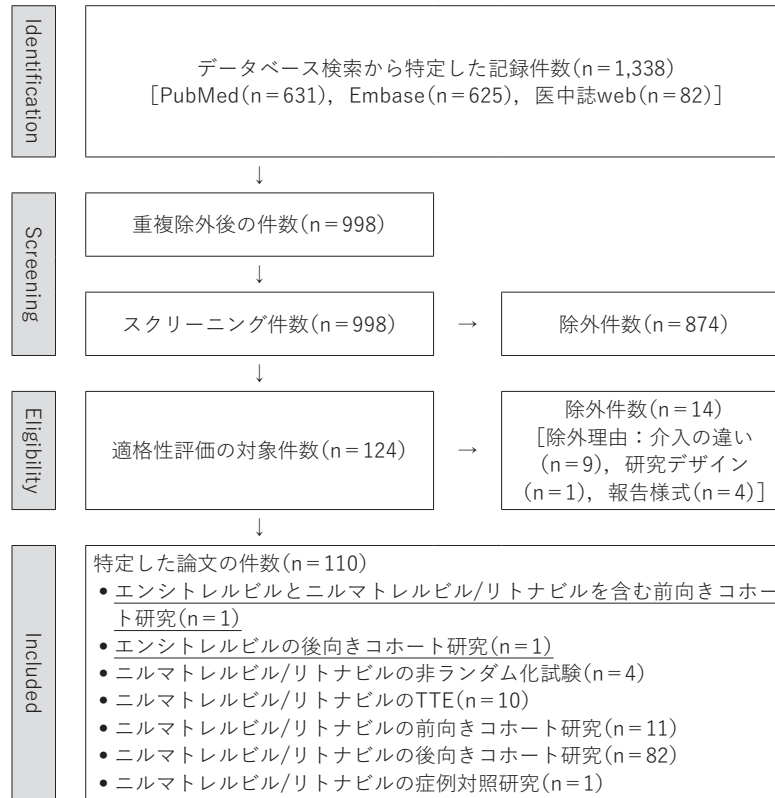 Identification
データベース検索から特定した記録件数(n＝1,338)
[PubMed(n＝631)，Embase(n＝625)，医中誌web(n＝82)]
↓
Screening
重複除外後の件数(n＝998)
↓
スクリーニング件数(n＝998)
→
除外件数(n＝874)
↓
Eligibility
適格性評価の対象件数(n＝124)
→
除外件数(n＝14)
[除外理由：介入の違い
(n＝9)，研究デザイン
(n＝1)，報告様式(n＝4)]
↓
Included
特定した論文の件数(n＝110)
•エンシトレルビルとニルマトレルビル/リトナビルを含む前向きコホー
ト研究(n＝1)
•エンシトレルビルの後向きコホート研究(n＝1)
•ニルマトレルビル/リトナビルの非ランダム化試験(n＝4)
•ニルマトレルビル/リトナビルのTTE(n＝10)
•ニルマトレルビル/リトナビルの前向きコホート研究(n＝11)
•ニルマトレルビル/リトナビルの後向きコホート研究(n＝82)
•ニルマトレルビル/リトナビルの症例対照研究(n＝1)